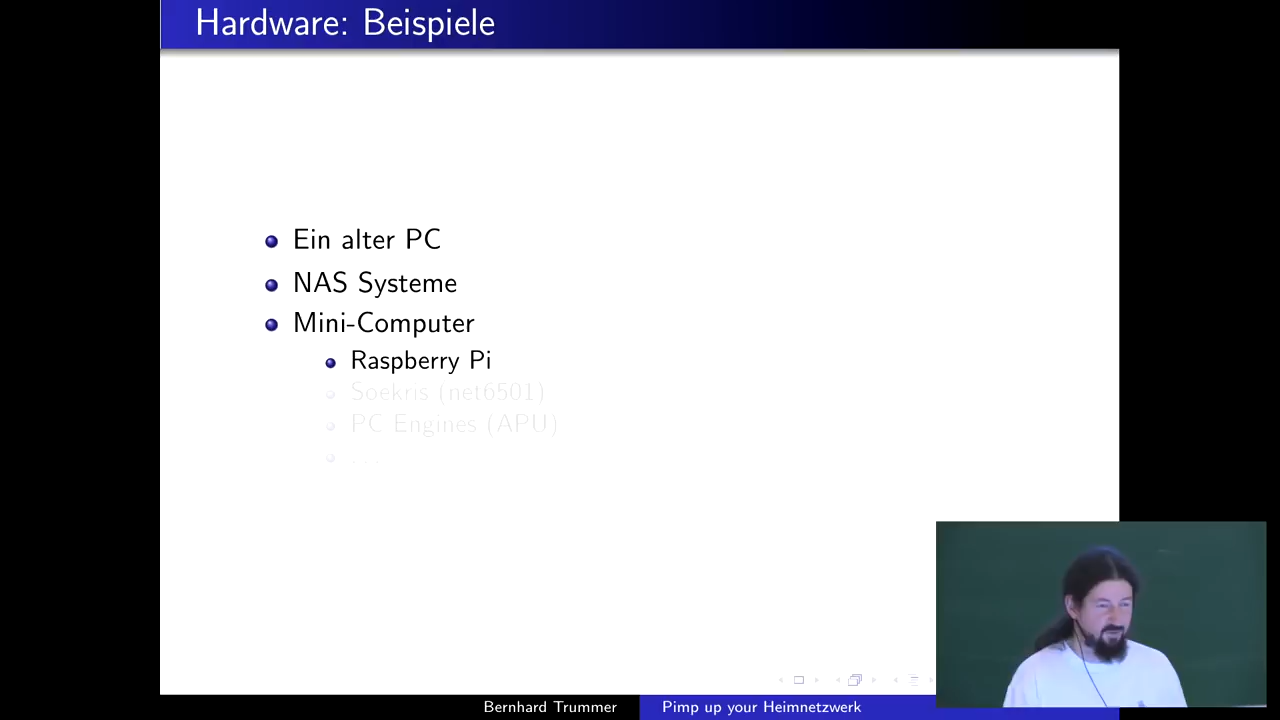 Hardware: Beispiele
Ein alter PC
NAS Systeme
Mini-Computer
Raspberry Pi
Soekris (net6501)
PC Engines (APU)
...
Bernhard Trummer
Pimp up your Heimnetzwerk